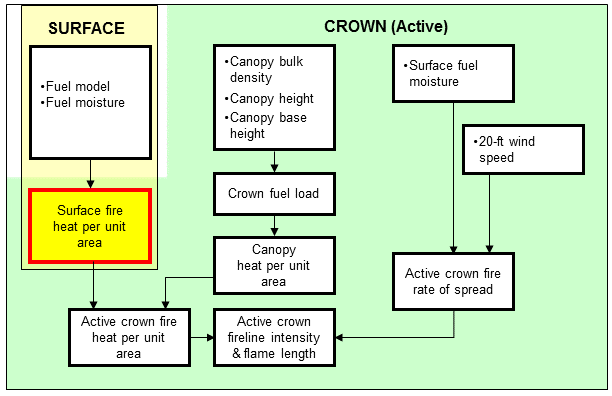 SURFACE
CROWN (Active)
•Fuel model
•Fuel moisture
•Canopy bulk
density
•Canopy height
•Canopy base
height
•Surface fuel
moisture
•20-ft wind
speed
Surface fire
heat per unit
area
Crown fuel load
Canopy
heat per unit
area
Active crown fire
rate of spread
Active crown fire
heat per unit
area
Active crown
fireline intensity
& flame length